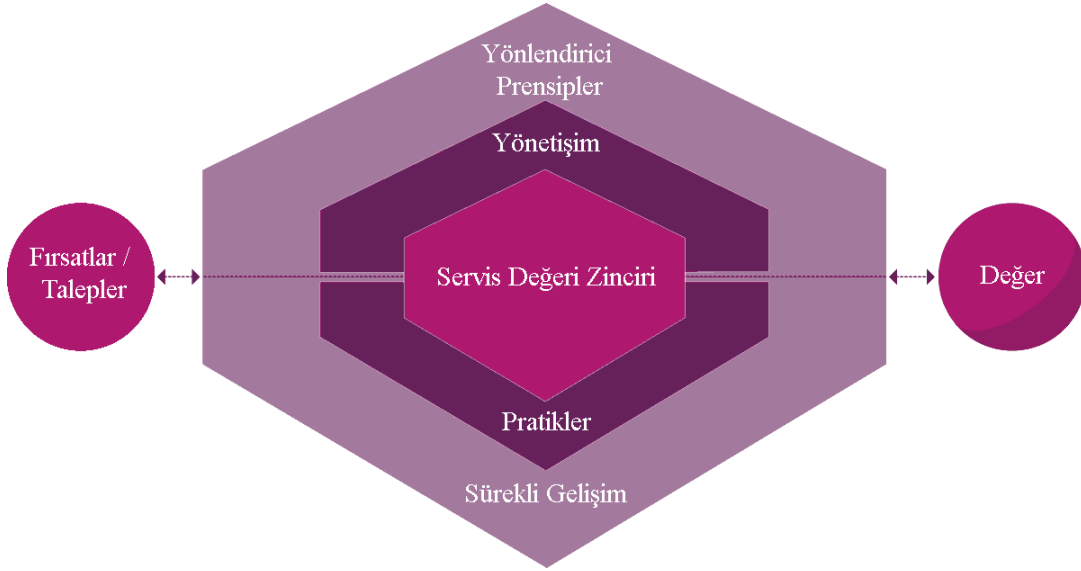 Yönlendirici
Prensipler
Yönetişim
Fırsatlar /
Talepler
Servis Değeri Zinciri
Değer
Pratikler
Sürekli Gelişim